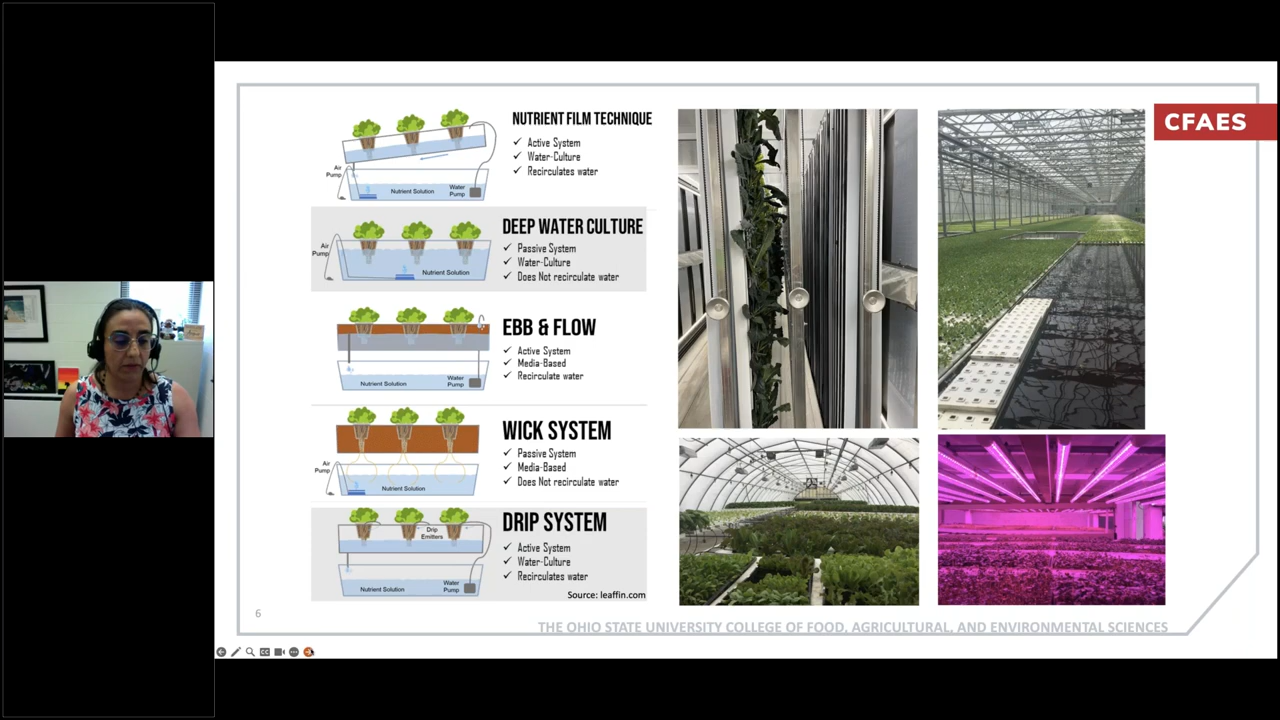 NUTRIENT FILM TECHNIQUE
✓ Active System
✓ Water-Culture
✓ Recirculates water
Air
Pump
Nutrient Solution
Water
Pump
DEEP WATER CULTURE
✓ Passive System
✓ Water-Culture
✓ Does Not recirculate water
Air
Pump
Nutrient Solution
EBB & FLOW
✓ Active System
✓ Media-Based
✓ Recirculate water
Nutrient Solution
Water
Pump
WICK SYSTEM
✓ Passive System
✓ Media-Based
✓ Does Not recirculate water
Air
Pump
Nutrient Solution
DRIP SYSTEM
✓ Active System
✓ Water-Culture
✓ Recirculates water
Drip
Emitters
Nutrient Solution
Water
Pump
Source: leaffin.com
CFAES
6
THE OHIO STATE UNIVERSITY COLLEGE OF FOOD, AGRICULTURAL, AND ENVIRONMENTAL SCIENCES
CC